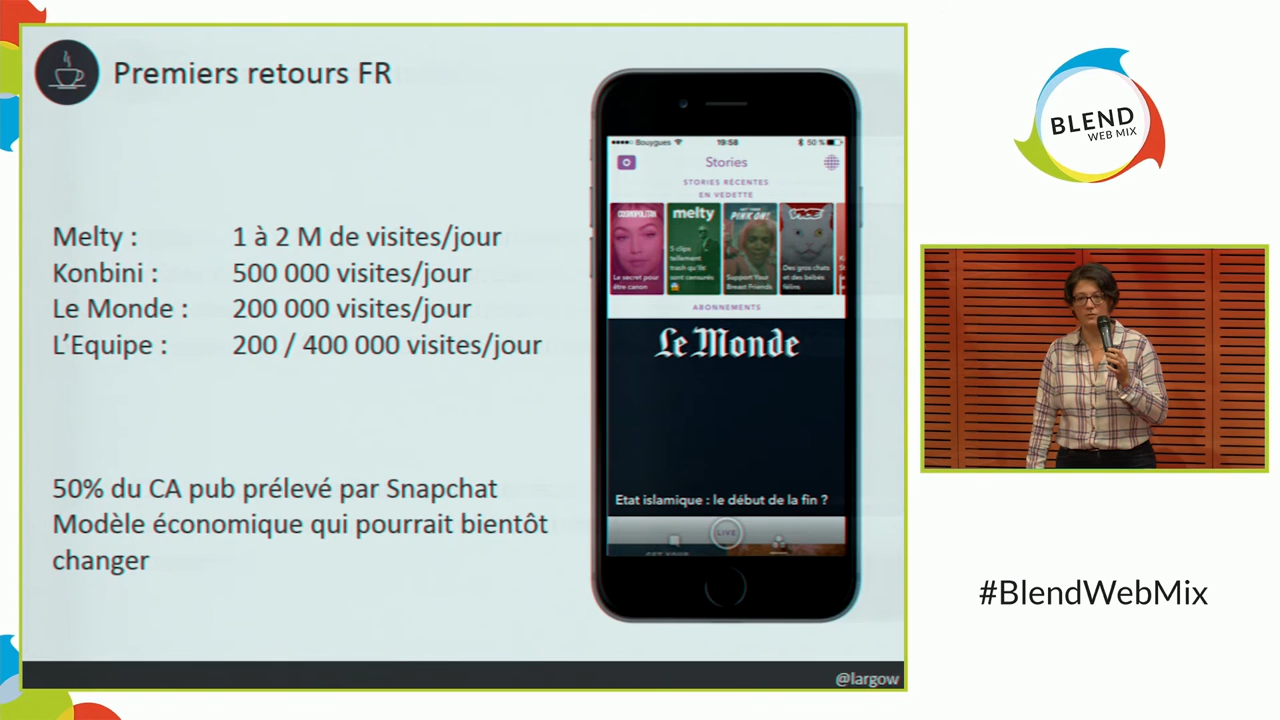 Premiers retours FR
Melty : 1 à 2 M de visites/jour
Konbini : 500 000 visites/jour
Le Monde : 200 000 visites/jour
L'Equipe : 200 / 400 000 visites/jour
50% du CA pub prélevé par Snapchat
Modèle économique qui pourrait bientôt
changer
Bouygues 19:58 50 %
Stories
STORIES RÉCENTES
EN VEDETTE
COSMOPOLITAN
Le secret pour
être canon
melty
5 clips
tellement
trash qu'ils
sont censurés
PINK ON!
Support Your
Breast Friends
VICE
Des gros chats
et des bébés
félins
ABONNEMENTS
Le Monde
Etat islamique : le début de la fin ?
LIVE
@largow
BLEND
WEB MIX
#BlendWebMix